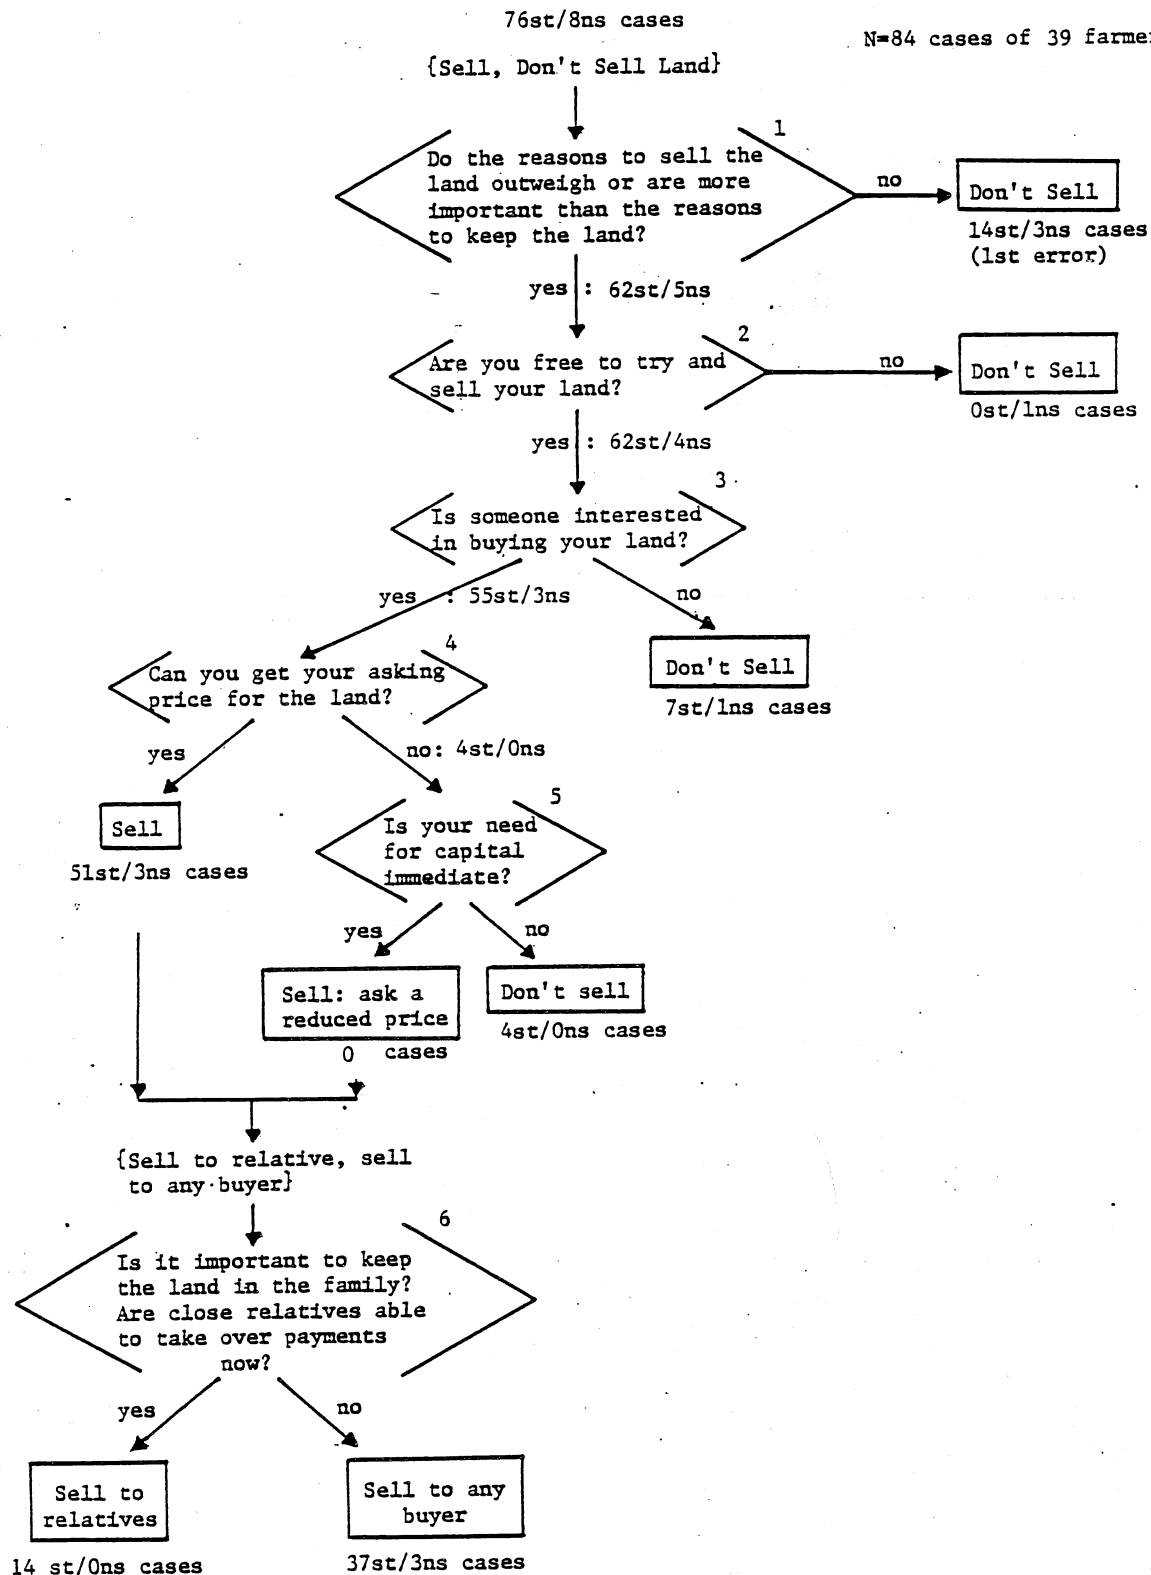 76st/8ns cases
N=84 cases of 39 farmer
{Sell, Don't Sell Land}
1
Do the reasons to sell the
land outweigh or are more
important than the reasons
to keep the land?
no
Don't Sell
14st/3ns cases
(1st error)
yes : 62st/5ns
2
Are you free to try and
sell your land?
no
Don't Sell
0st/1ns cases
yes : 62st/4ns
3
Is someone interested
in buying your land?
yes : 55st/3ns
no
4
Can you get your asking
price for the land?
Don't Sell
7st/1ns cases
yes
no: 4st/0ns
Sell
51st/3ns cases
5
Is your need
for capital
immediate?
yes
no
Sell: ask a
reduced price
0 cases
Don't sell
4st/0ns cases
{Sell to relative, sell
to any buyer}
6
Is it important to keep
the land in the family?
Are close relatives able
to take over payments
now?
yes
no
Sell to
relatives
14 st/0ns cases
Sell to any
buyer
37st/3ns cases